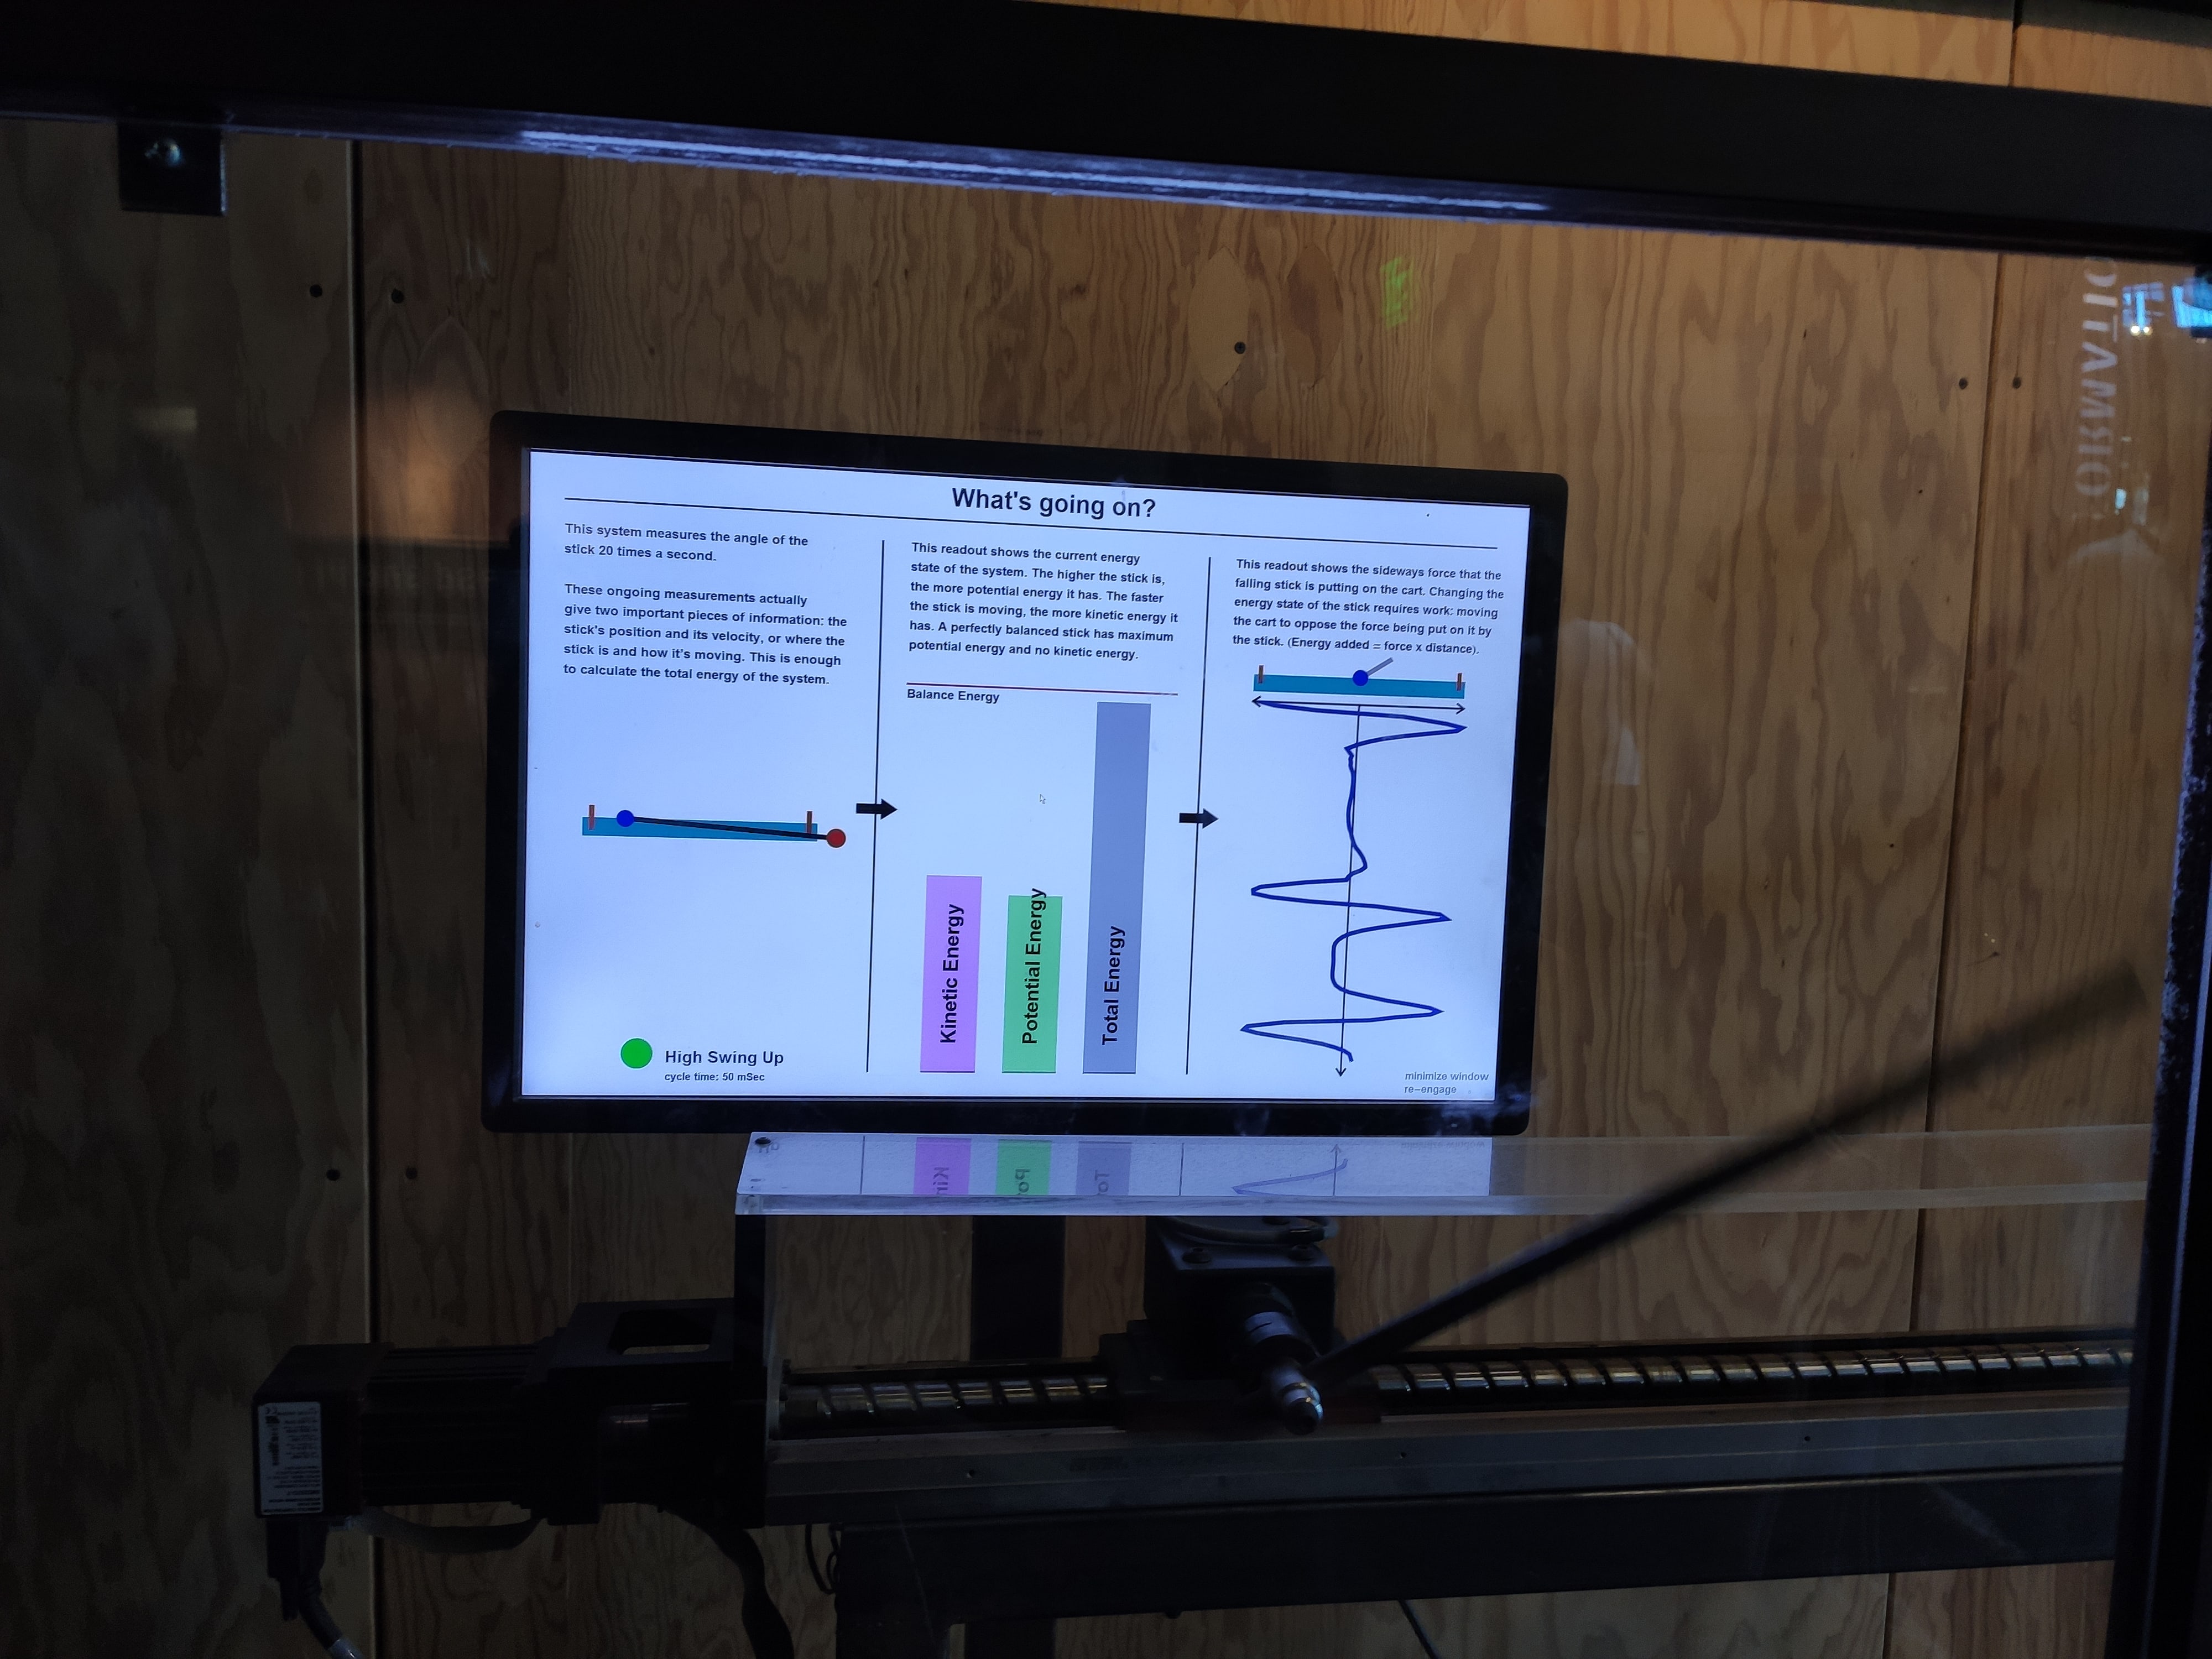 What's going on?
This system measures the angle of the
stick 20 times a second.
These ongoing measurements actually
give two important pieces of information: the
stick's position and its velocity, or where the
stick is and how it's moving. This is enough
to calculate the total energy of the system.
High Swing Up
cycle time: 50 mSec
This readout shows the current energy
state of the system. The higher the stick is,
the more potential energy it has. The faster
the stick is moving, the more kinetic energy it
has. A perfectly balanced stick has maximum
potential energy and no kinetic energy.
Balance Energy
Kinetic Energy
Potential Energy
Total Energy
This readout shows the sideways force that the
falling stick is putting on the cart. Changing the
energy state of the stick requires work: moving
the cart to oppose the force being put on it by
the stick. (Energy added = force x distance).
minimize window
re-engage